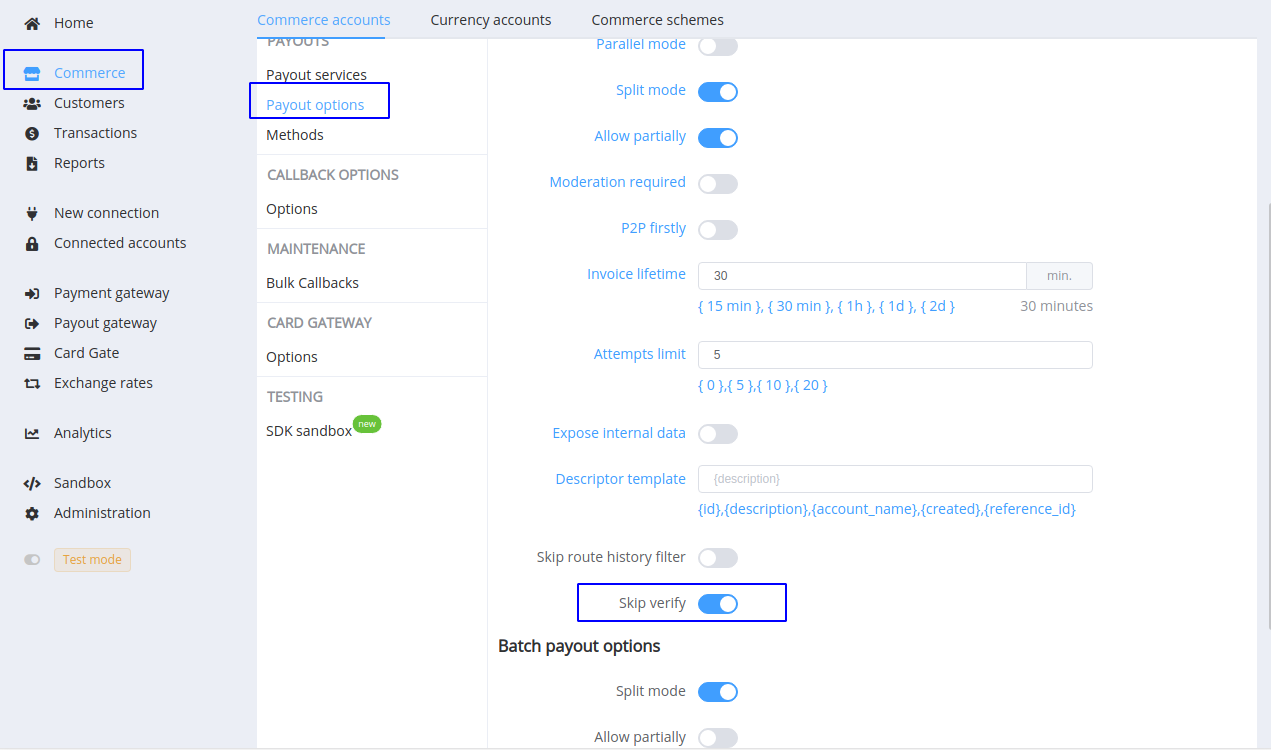 Home
Commerce
Customers
Transactions
Reports
New connection
Connected accounts
Payment gateway
Payout gateway
Card Gate
Exchange rates
Analytics
Sandbox
Administration
Test mode
Commerce accounts
Currency accounts
Commerce schemes
PAYOUTS
Payout services
Payout options
Methods
CALLBACK OPTIONS
Options
MAINTENANCE
Bulk Callbacks
CARD GATEWAY
Options
TESTING
SDK sandbox new
Parallel mode
Split mode
Allow partially
Moderation required
P2P firstly
Invoice lifetime 30 min.
{ 15 min }, { 30 min }, { 1h }, { 1d }, { 2d } 30 minutes
Attempts limit 5
{ 0 },{ 5 },{ 10 },{ 20 }
Expose internal data
Descriptor template {description}
{id},{description},{account_name},{created},{reference_id}
Skip route history filter
Skip verify
Batch payout options
Split mode
Allow partially